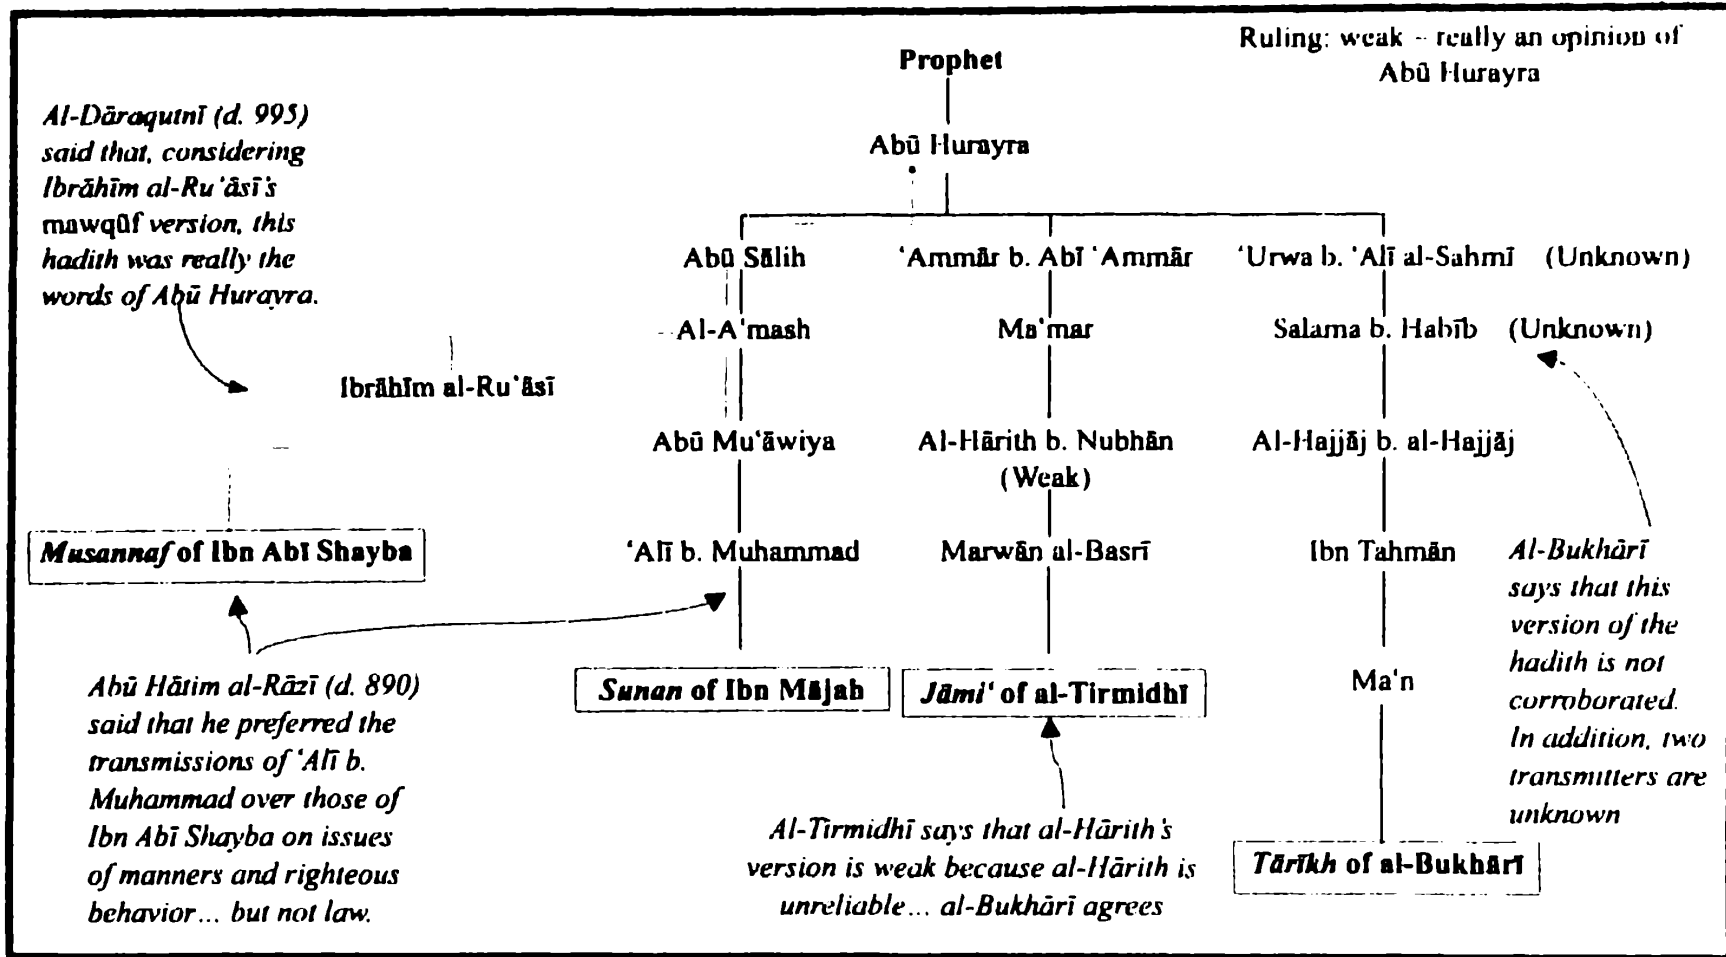 Ruling: weak – really an opinion of
Abū Hurayra
Prophet
Abū Hurayra
Al-Dāraqutnī (d. 995)
said that, considering
Ibrāhīm al-Ru'āsī's
mawqūf version, this
hadith was really the
words of Abū Hurayra.
Abū Sālih
'Ammār b. Abī 'Ammār
'Urwa b. 'Alī al-Sahmī (Unknown)
Al-A'mash
Ma'mar
Salama b. Habīb (Unknown)
Ibrāhīm al-Ru'āsī
Abū Mu'āwiya
Al-Hārith b. Nubhān
(Weak)
Al-Hajjāj b. al-Hajjāj
Musannaf of Ibn Abī Shayba
'Alī b. Muhammad
Marwān al-Basrī
Ibn Tahmān
Al-Bukhārī
says that this
version of the
hadith is not
corroborated.
In addition, two
transmitters are
unknown
Abū Hātim al-Rāzī (d. 890)
said that he preferred the
transmissions of 'Alī b.
Muhammad over those of
Ibn Abī Shayba on issues
of manners and righteous
behavior... but not law.
Sunan of Ibn Mājah
Jāmi' of al-Tirmidhī
Ma'n
Al-Tirmidhī says that al-Hārith's
version is weak because al-Hārith is
unreliable... al-Bukhārī agrees
Tārīkh of al-Bukhārī